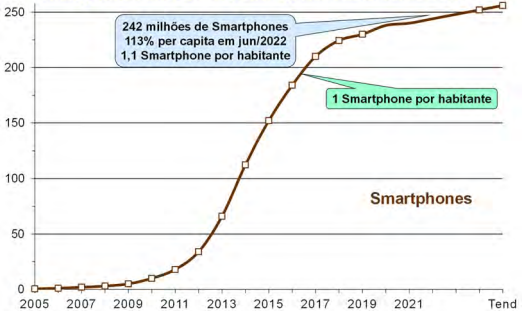 250
242 milhões de Smartphones
113% per capita em jun/2022
1,1 Smartphone por habitante
200
1 Smartphone por habitante
150
100
Smartphones
50
0
2005 2007 2009 2011 2013 2015 2017 2019 2021 Tend